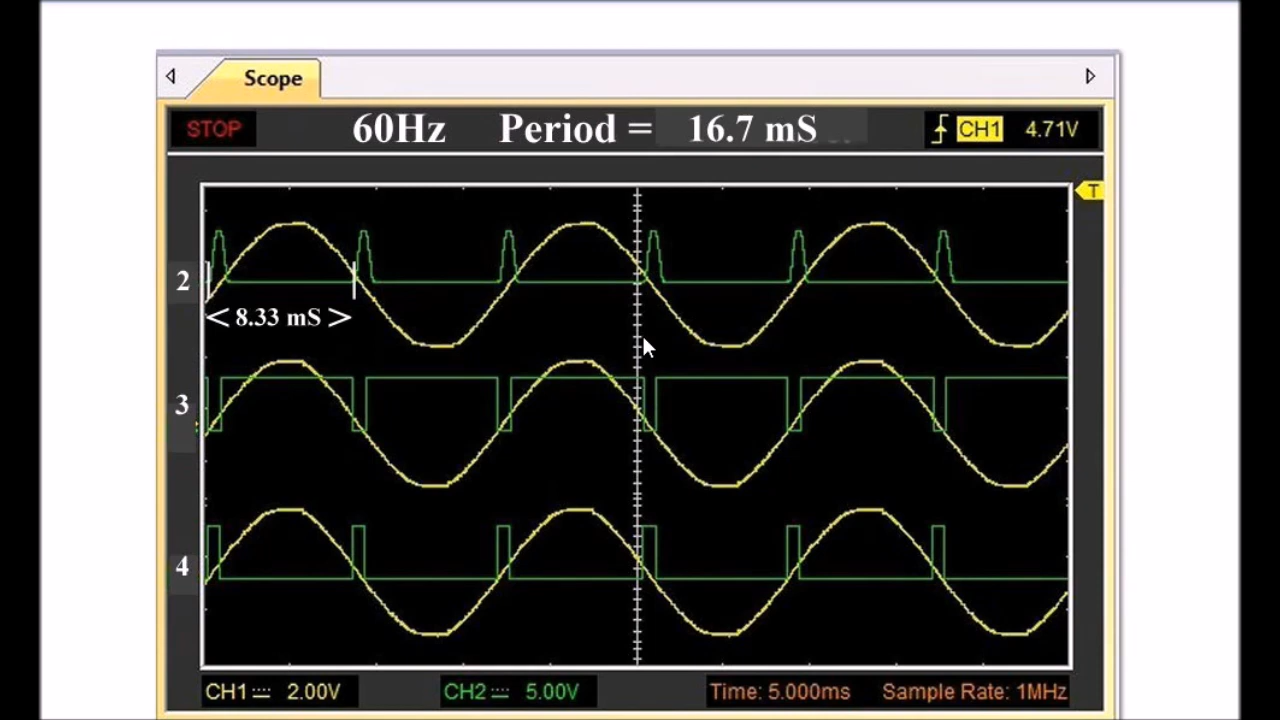 Scope
STOP 60Hz Period = 16.7 mS CH1 4.71V
T
2
< 8.33 mS >
3
4
CH1 2.00V CH2 5.00V Time: 5.000ms Sample Rate: 1MHz